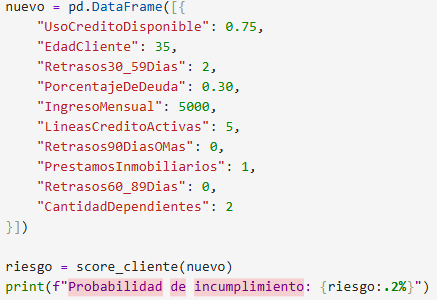 nuevo = pd.DataFrame([{
    "UsoCreditoDisponible": 0.75,
    "EdadCliente": 35,
    "Retrasos30_59Dias": 2,
    "PorcentajeDeDeuda": 0.30,
    "IngresoMensual": 5000,
    "LineasCreditoActivas": 5,
    "Retrasos90DiasOMas": 0,
    "PrestamosInmobiliarios": 1,
    "Retrasos60_89Dias": 0,
    "CantidadDependientes": 2
}])
riesgo = score_cliente(nuevo)
print(f"Probabilidad de incumplimiento: {riesgo:.2%}")